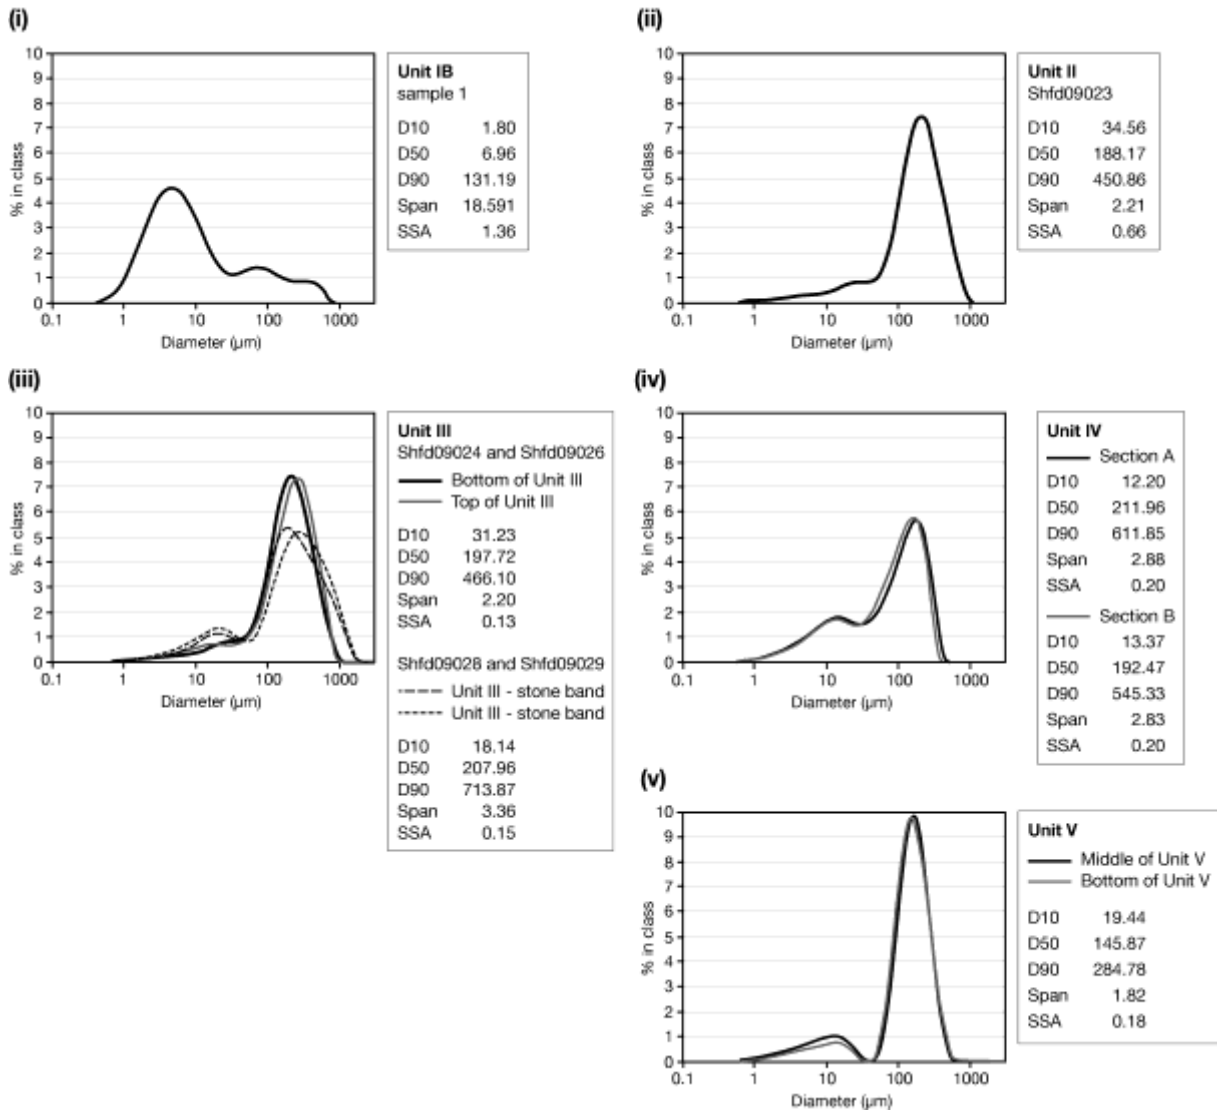 (i)
10
9
8
7
6
5
4
3
2
1
0
% in class
0.1 1 10 100 1000
Diameter (µm)
Unit IB
sample 1
D10 1.80
D50 6.96
D90 131.19
Span 18.591
SSA 1.36
(ii)
10
9
8
7
6
5
4
3
2
1
0
% in class
0.1 1 10 100 1000
Diameter (µm)
Unit II
Shfd09023
D10 34.56
D50 188.17
D90 450.86
Span 2.21
SSA 0.66
(iii)
10
9
8
7
6
5
4
3
2
1
0
% in class
0.1 1 10 100 1000
Diameter (µm)
Unit III
Shfd09024 and Shfd09026
Bottom of Unit III
Top of Unit III
D10 31.23
D50 197.72
D90 466.10
Span 2.20
SSA 0.13
Shfd09028 and Shfd09029
Unit III - stone band
Unit III - stone band
D10 18.14
D50 207.96
D90 713.87
Span 3.36
SSA 0.15
(iv)
10
9
8
7
6
5
4
3
2
1
0
% in class
0.1 1 10 100 1000
Diameter (µm)
Unit IV
Section A
D10 12.20
D50 211.96
D90 611.85
Span 2.88
SSA 0.20
Section B
D10 13.37
D50 192.47
D90 545.33
Span 2.83
SSA 0.20
(v)
10
9
8
7
6
5
4
3
2
1
0
% in class
0.1 1 10 100 1000
Diameter (µm)
Unit V
Middle of Unit V
Bottom of Unit V
D10 19.44
D50 145.87
D90 284.78
Span 1.82
SSA 0.18